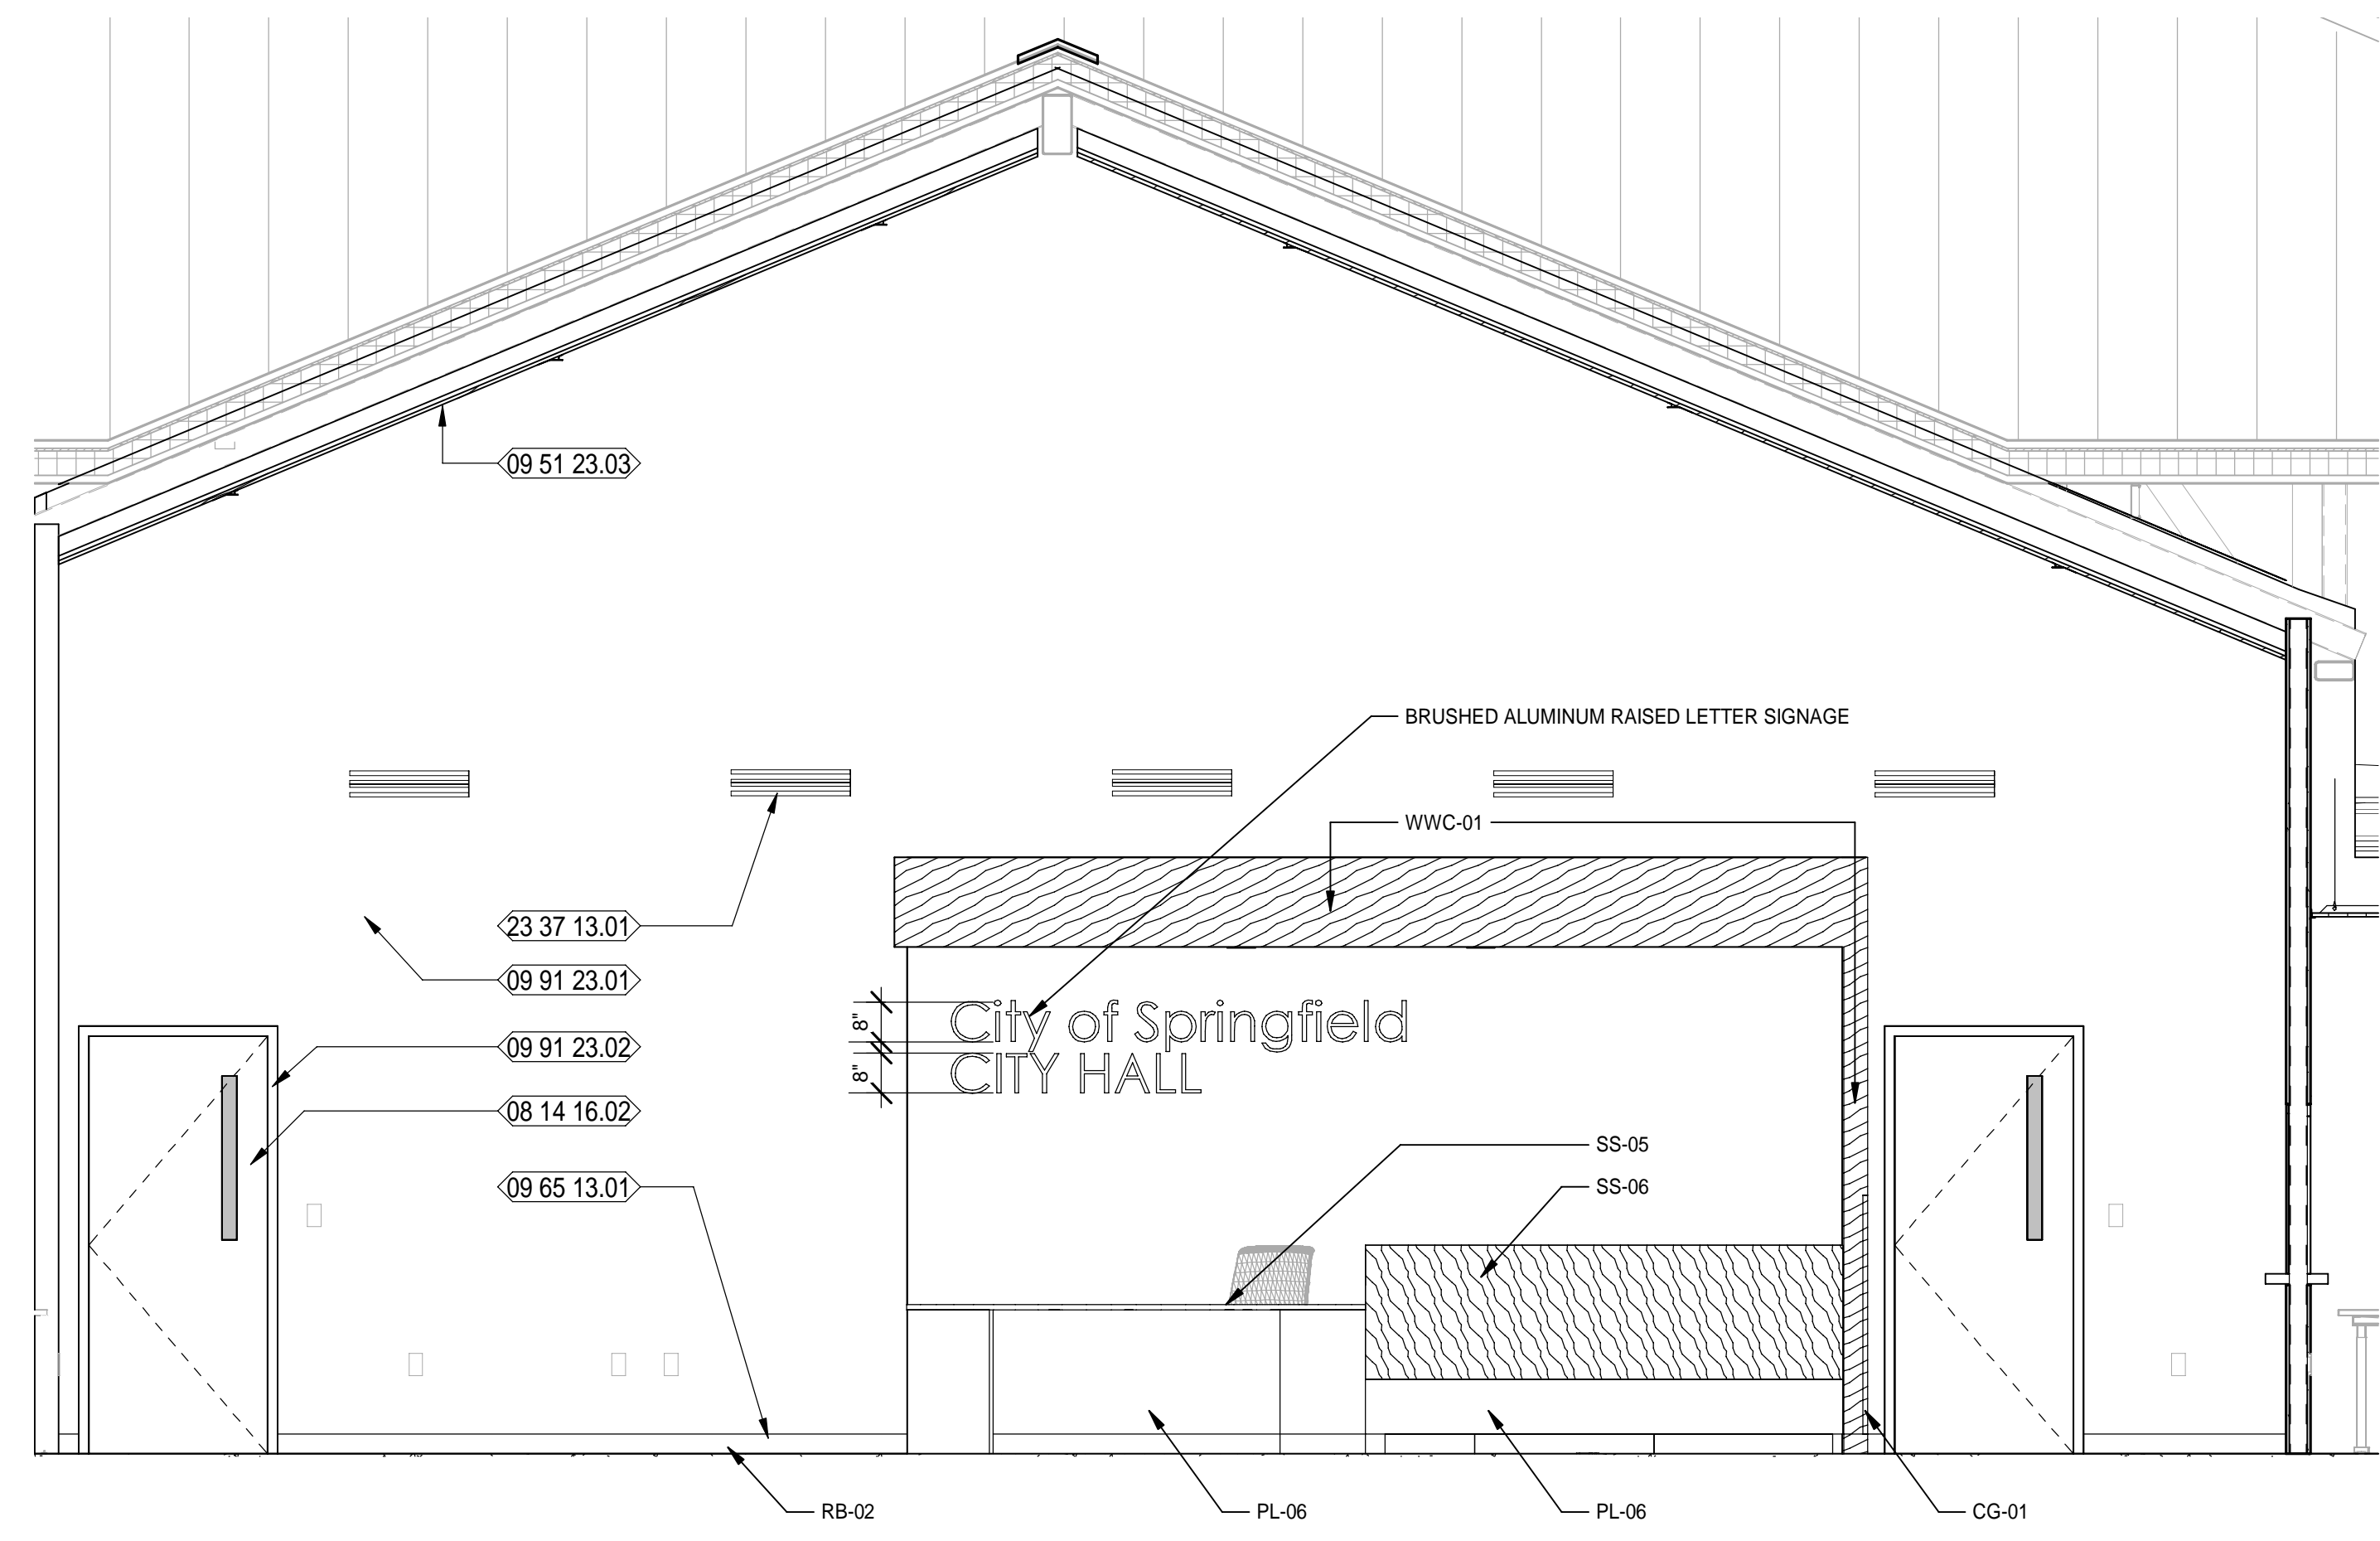 09 51 23.03
BRUSHED ALUMINUM RAISED LETTER SIGNAGE
WWC-01
23 37 13.01
09 91 23.01
8"
City of Springfield
09 91 23.02
8"
CITY HALL
08 14 16.02
SS-05
09 65 13.01
SS-06
RB-02
PL-06
PL-06
CG-01